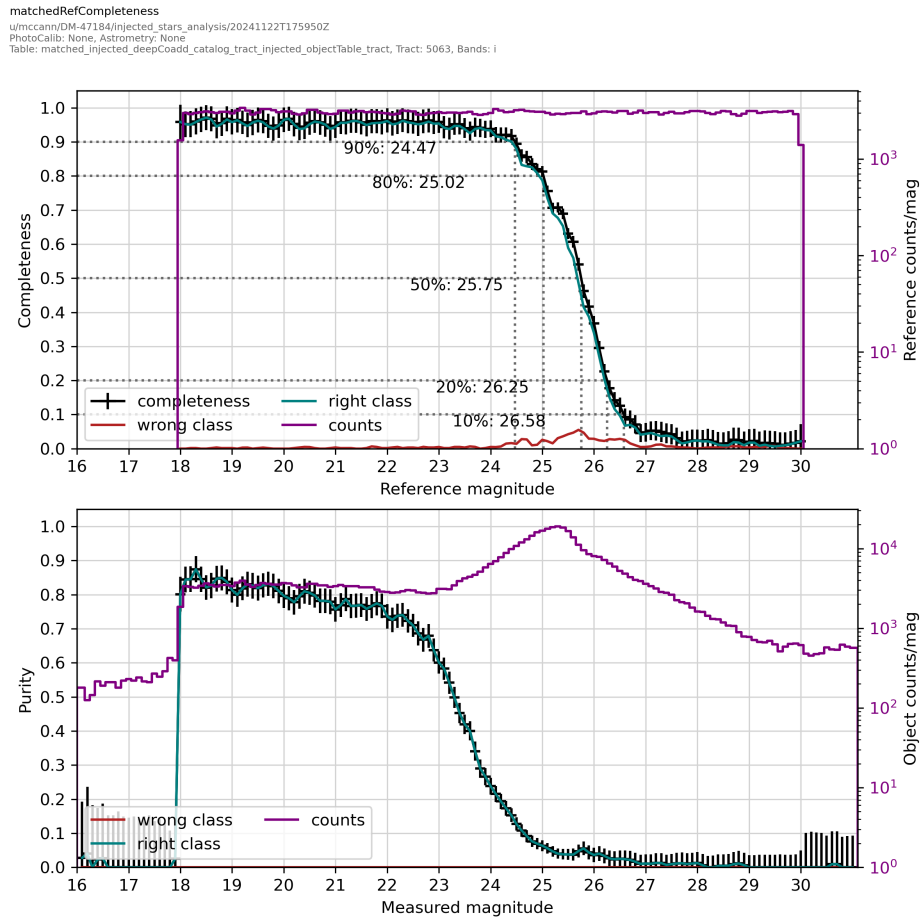 matchedRefCompleteness
u/mccann/DM-47184/injected_stars_analysis/20241122T175950Z
PhotoCalib: None, Astrometry: None
Table: matched_injected_deepCoadd_catalog_tract_injected_objectTable_tract, Tract: 5063, Bands: i
1.0
0.9
0.8
0.7
0.6
0.5
0.4
0.3
0.2
0.1
0.0
Completeness
90%: 24.47
80%: 25.02
50%: 25.75
20%: 26.25
10%: 26.58
completeness
wrong class
right class
counts
10³
10²
10¹
10⁰
Reference counts/mag
16 17 18 19 20 21 22 23 24 25 26 27 28 29 30
Reference magnitude
1.0
0.9
0.8
0.7
0.6
0.5
0.4
0.3
0.2
0.1
0.0
Purity
wrong class
right class
counts
10⁴
10³
10²
10¹
10⁰
Object counts/mag
16 17 18 19 20 21 22 23 24 25 26 27 28 29 30
Measured magnitude